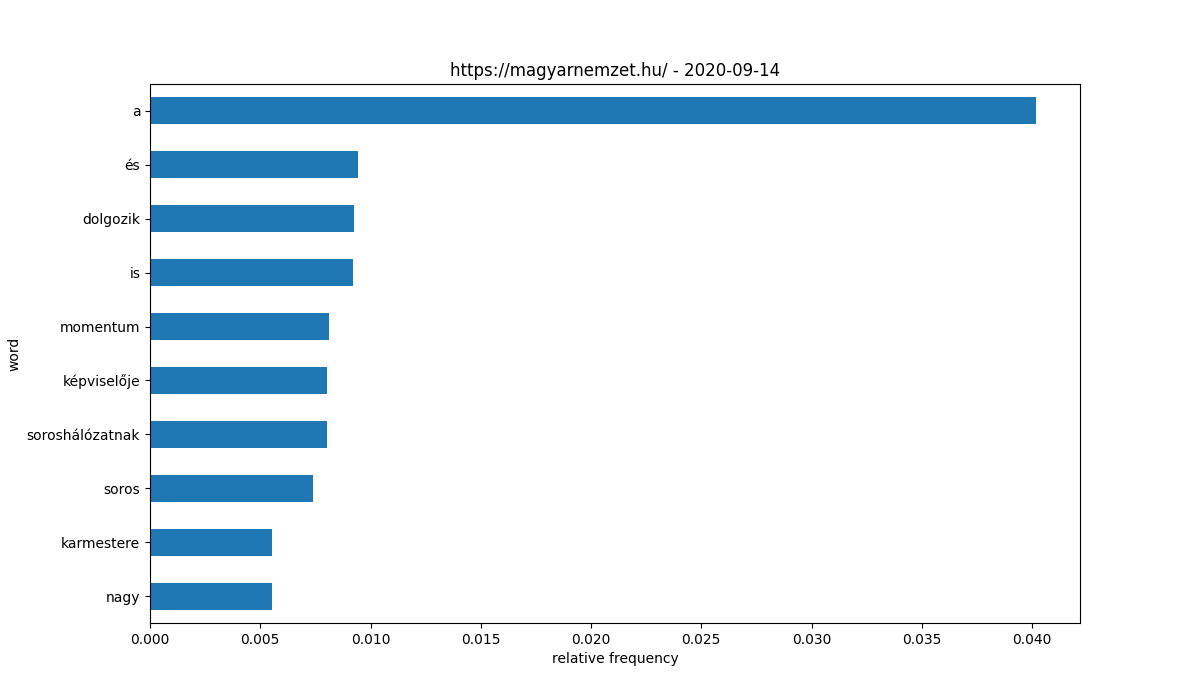 https://magyarnemzet.hu/ - 2020-09-14
a
és
dolgozik
is
momentum
képviselője
soroshálózatnak
soros
karmestere
nagy
word
0.000 0.005 0.010 0.015 0.020 0.025 0.030 0.035 0.040
relative frequency